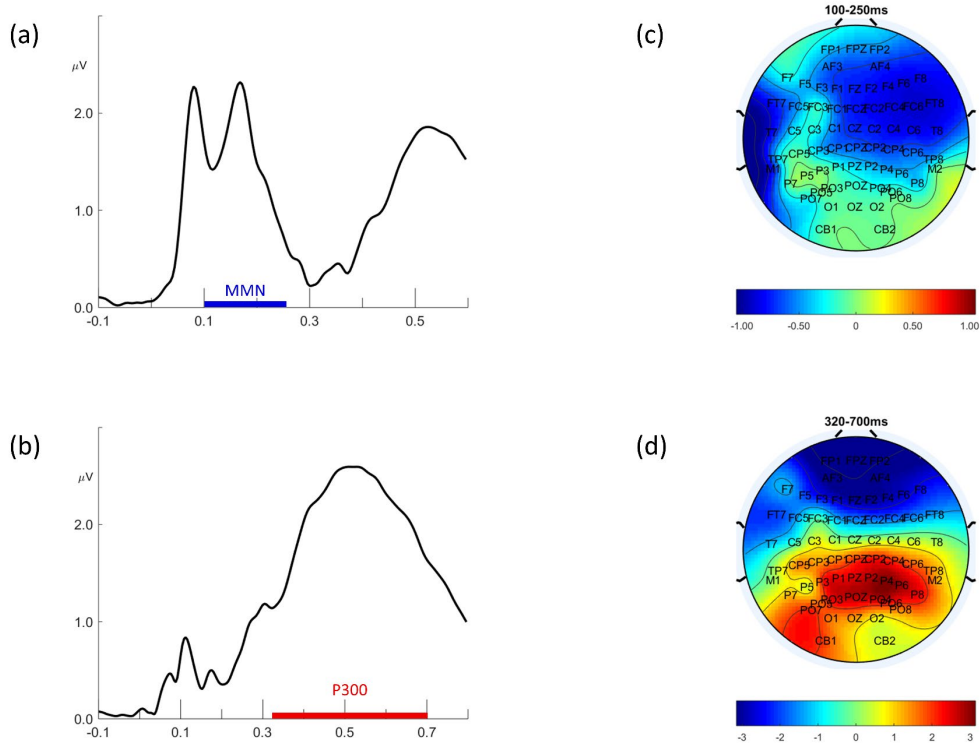 (a)
μV
2.0
1.0
0.0
MMN
-0.1 0.1 0.3 0.5
(c)
100-250ms
FP1 FPZ FP2
AF3 AF4
F7 F5 F3 F1 FZ F2 F4 F6 F8
FT7 FC5 FC3 FC1 FCZ FC2 FC4 FC6 FT8
T7 C5 C3 C1 CZ C2 C4 C6 T8
TP7 CP5 CP3 CP1 CPZ CP2 CP4 CP6 TP8
M1 M2
P7 P5 P3 P1 PZ P2 P4 P6 P8
PO7 PO5 PO3 POZ PO4 PO6 PO8
O1 OZ O2
CB1 CB2
-1.00 -0.50 0 0.50 1.00
(b)
μV
2.0
1.0
0.0
P300
-0.1 0.1 0.3 0.5 0.7
(d)
320-700ms
FP1 FPZ FP2
AF3 AF4
F7 F5 F3 F1 FZ F2 F4 F6 F8
FT7 FC5 FC3 FC1 FCZ FC2 FC4 FC6 FT8
T7 C5 C3 C1 CZ C2 C4 C6 T8
TP7 CP5 CP3 CP1 CPZ CP2 CP4 CP6 TP8
M1 M2
P7 P5 P3 P1 PZ P2 P4 P6 P8
PO7 PO5 PO3 POZ PO4 PO6 PO8
O1 OZ O2
CB1 CB2
-3 -2 -1 0 1 2 3